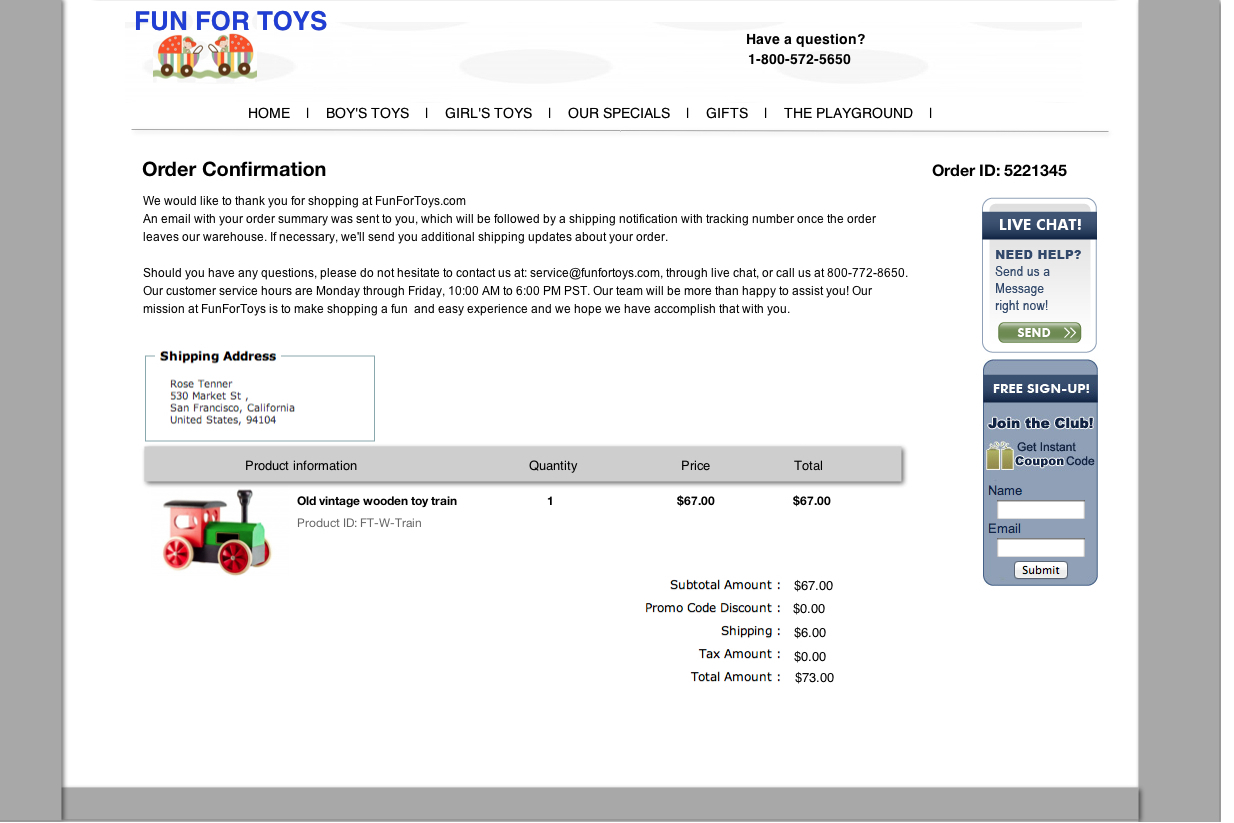 FUN FOR TOYS
Have a question?
1-800-572-5650
HOME I BOY'S TOYS I GIRL'S TOYS I OUR SPECIALS I GIFTS I THE PLAYGROUND I
Order Confirmation
Order ID: 5221345
We would like to thank you for shopping at FunForToys.com
An email with your order summary was sent to you, which will be followed by a shipping notification with tracking number once the order
leaves our warehouse. If necessary, we'll send you additional shipping updates about your order.
Should you have any questions, please do not hesitate to contact us at: service@funfortoys.com, through live chat, or call us at 800-772-8650.
Our customer service hours are Monday through Friday, 10:00 AM to 6:00 PM PST. Our team will be more than happy to assist you! Our
mission at FunForToys is to make shopping a fun  and easy experience and we hope we have accomplish that with you.
LIVE CHAT!
NEED HELP?
Send us a
Message
right now!
SEND >>
Shipping Address
Rose Tenner
530 Market St ,
San Francisco, California
United States, 94104
FREE SIGN-UP!
Join the Club!
Get Instant
Coupon Code
Name
Email
Submit
Product information Quantity Price Total
Old vintage wooden toy train 1 $67.00 $67.00
Product ID: FT-W-Train
Subtotal Amount : $67.00
Promo Code Discount : $0.00
Shipping : $6.00
Tax Amount : $0.00
Total Amount : $73.00